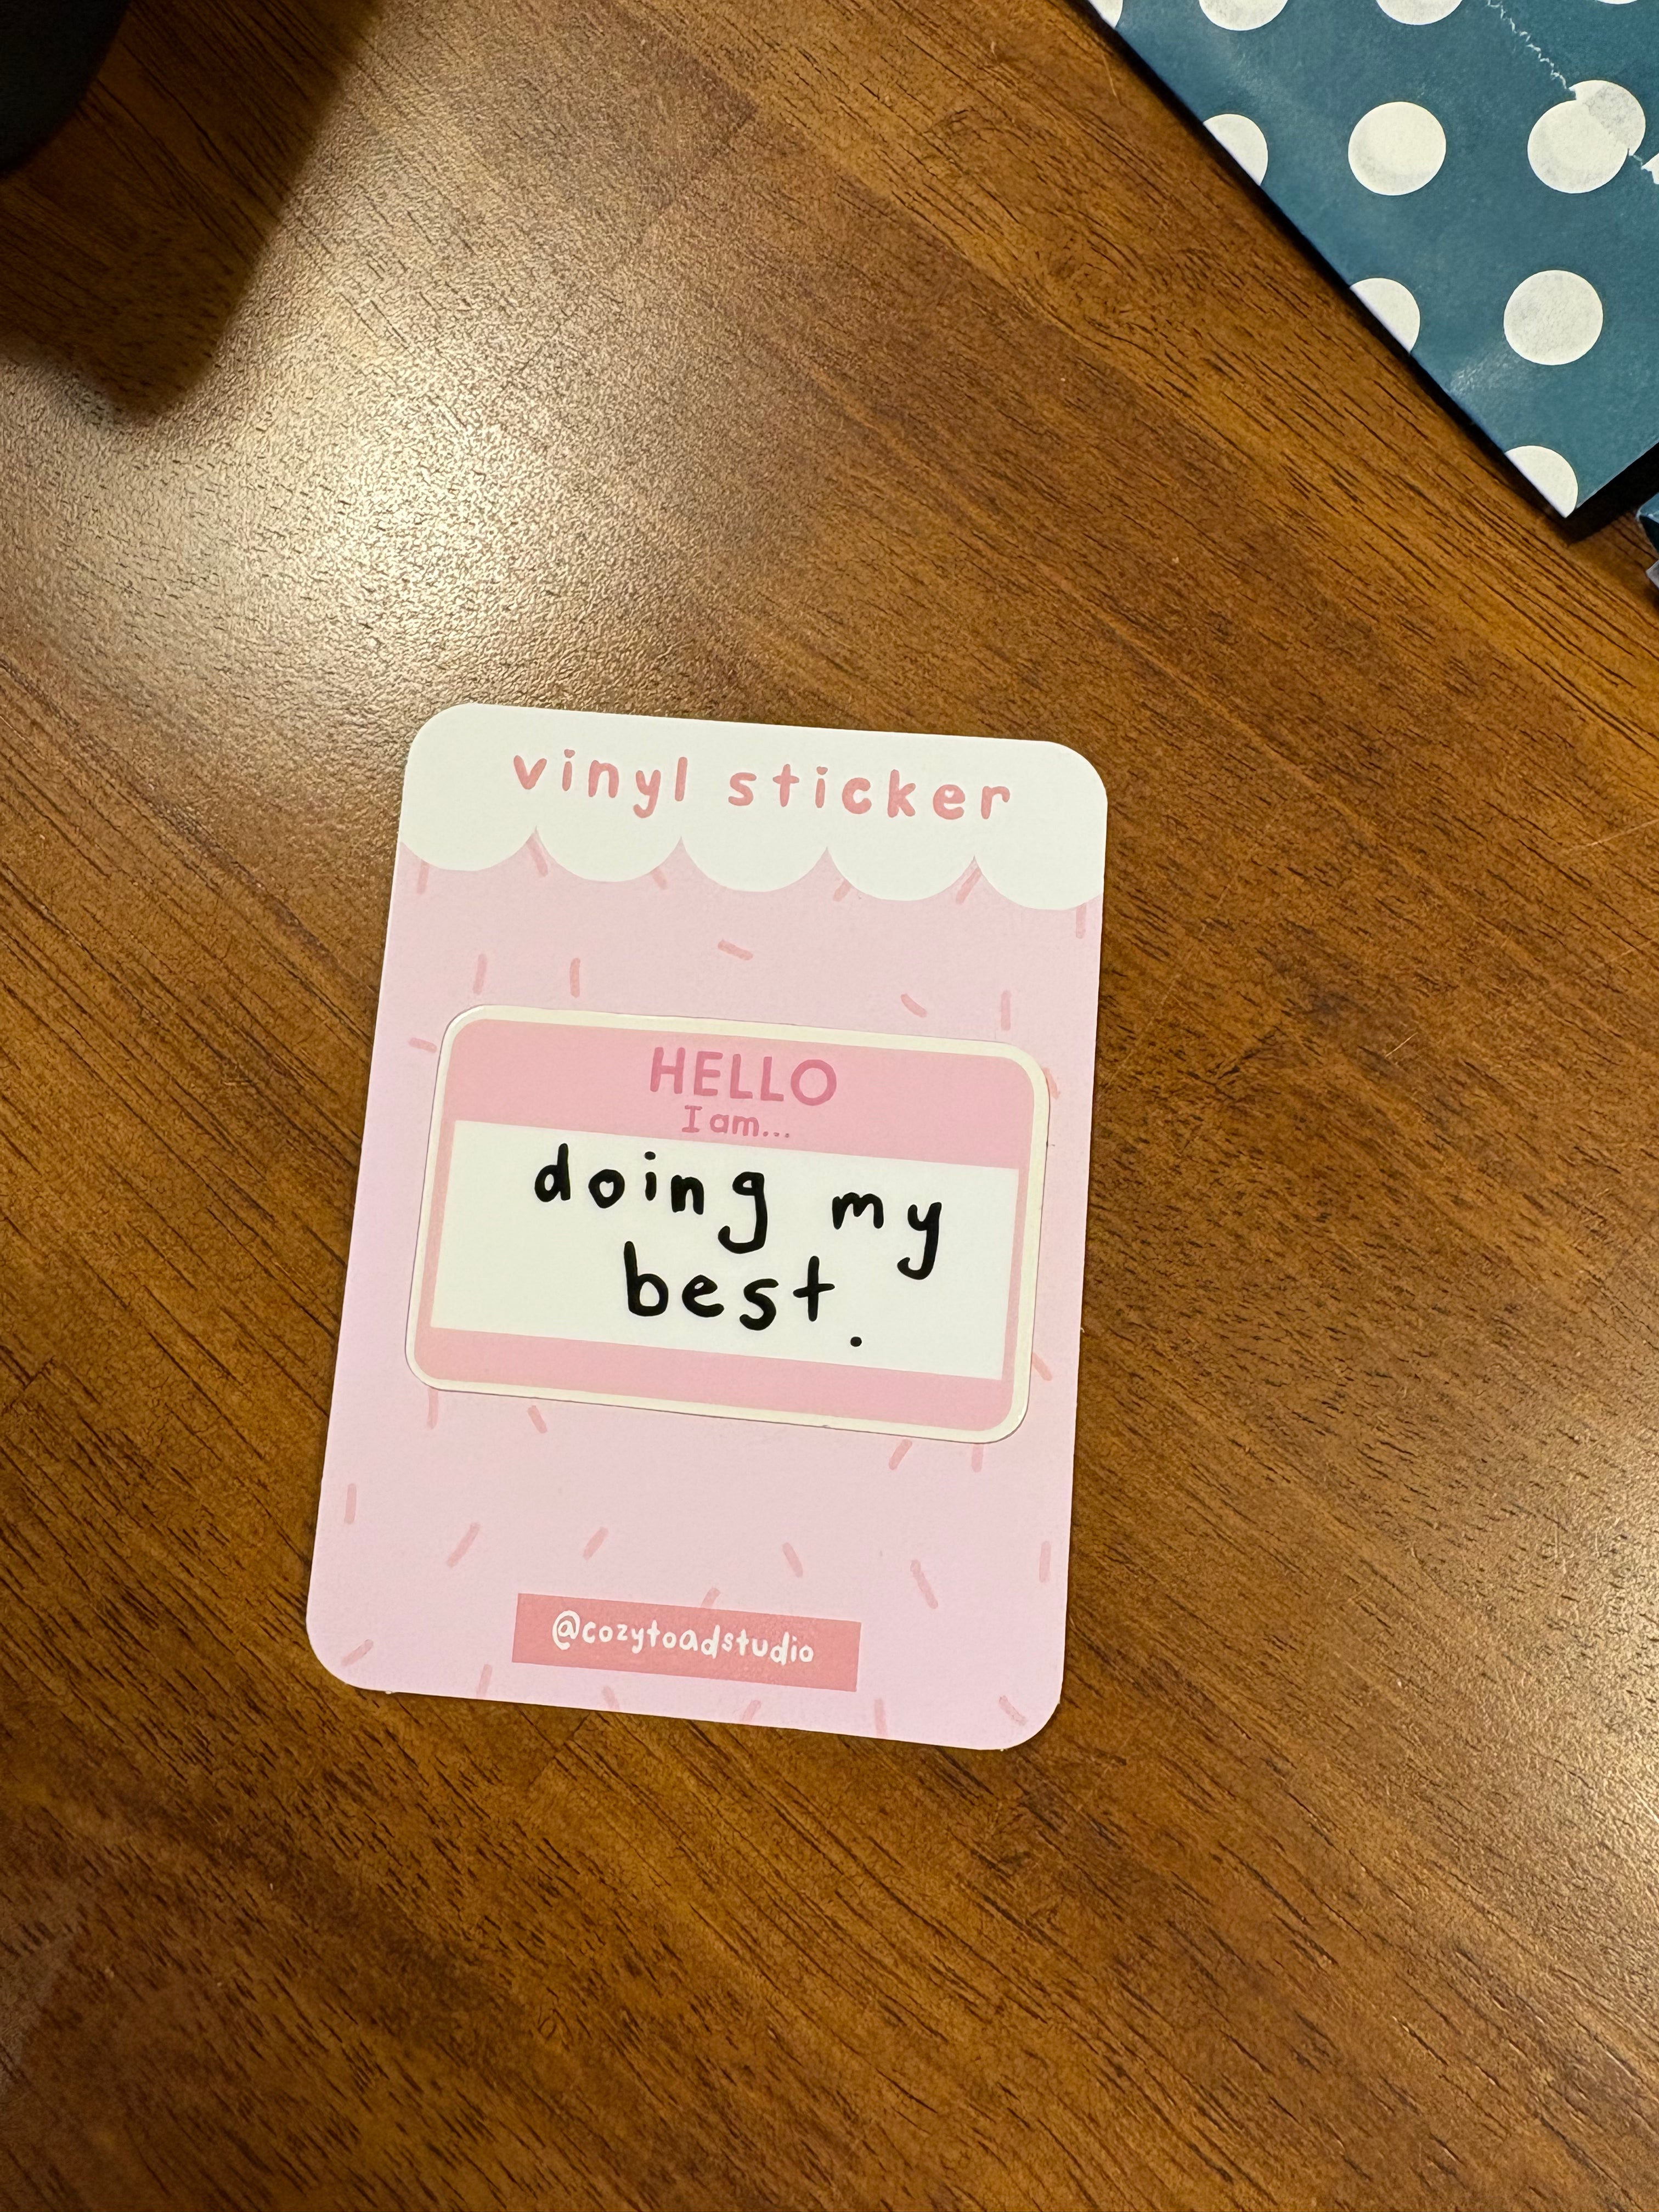 vinyl sticker
HELLO
I am...
doing my
best.
@cozytoadstudio